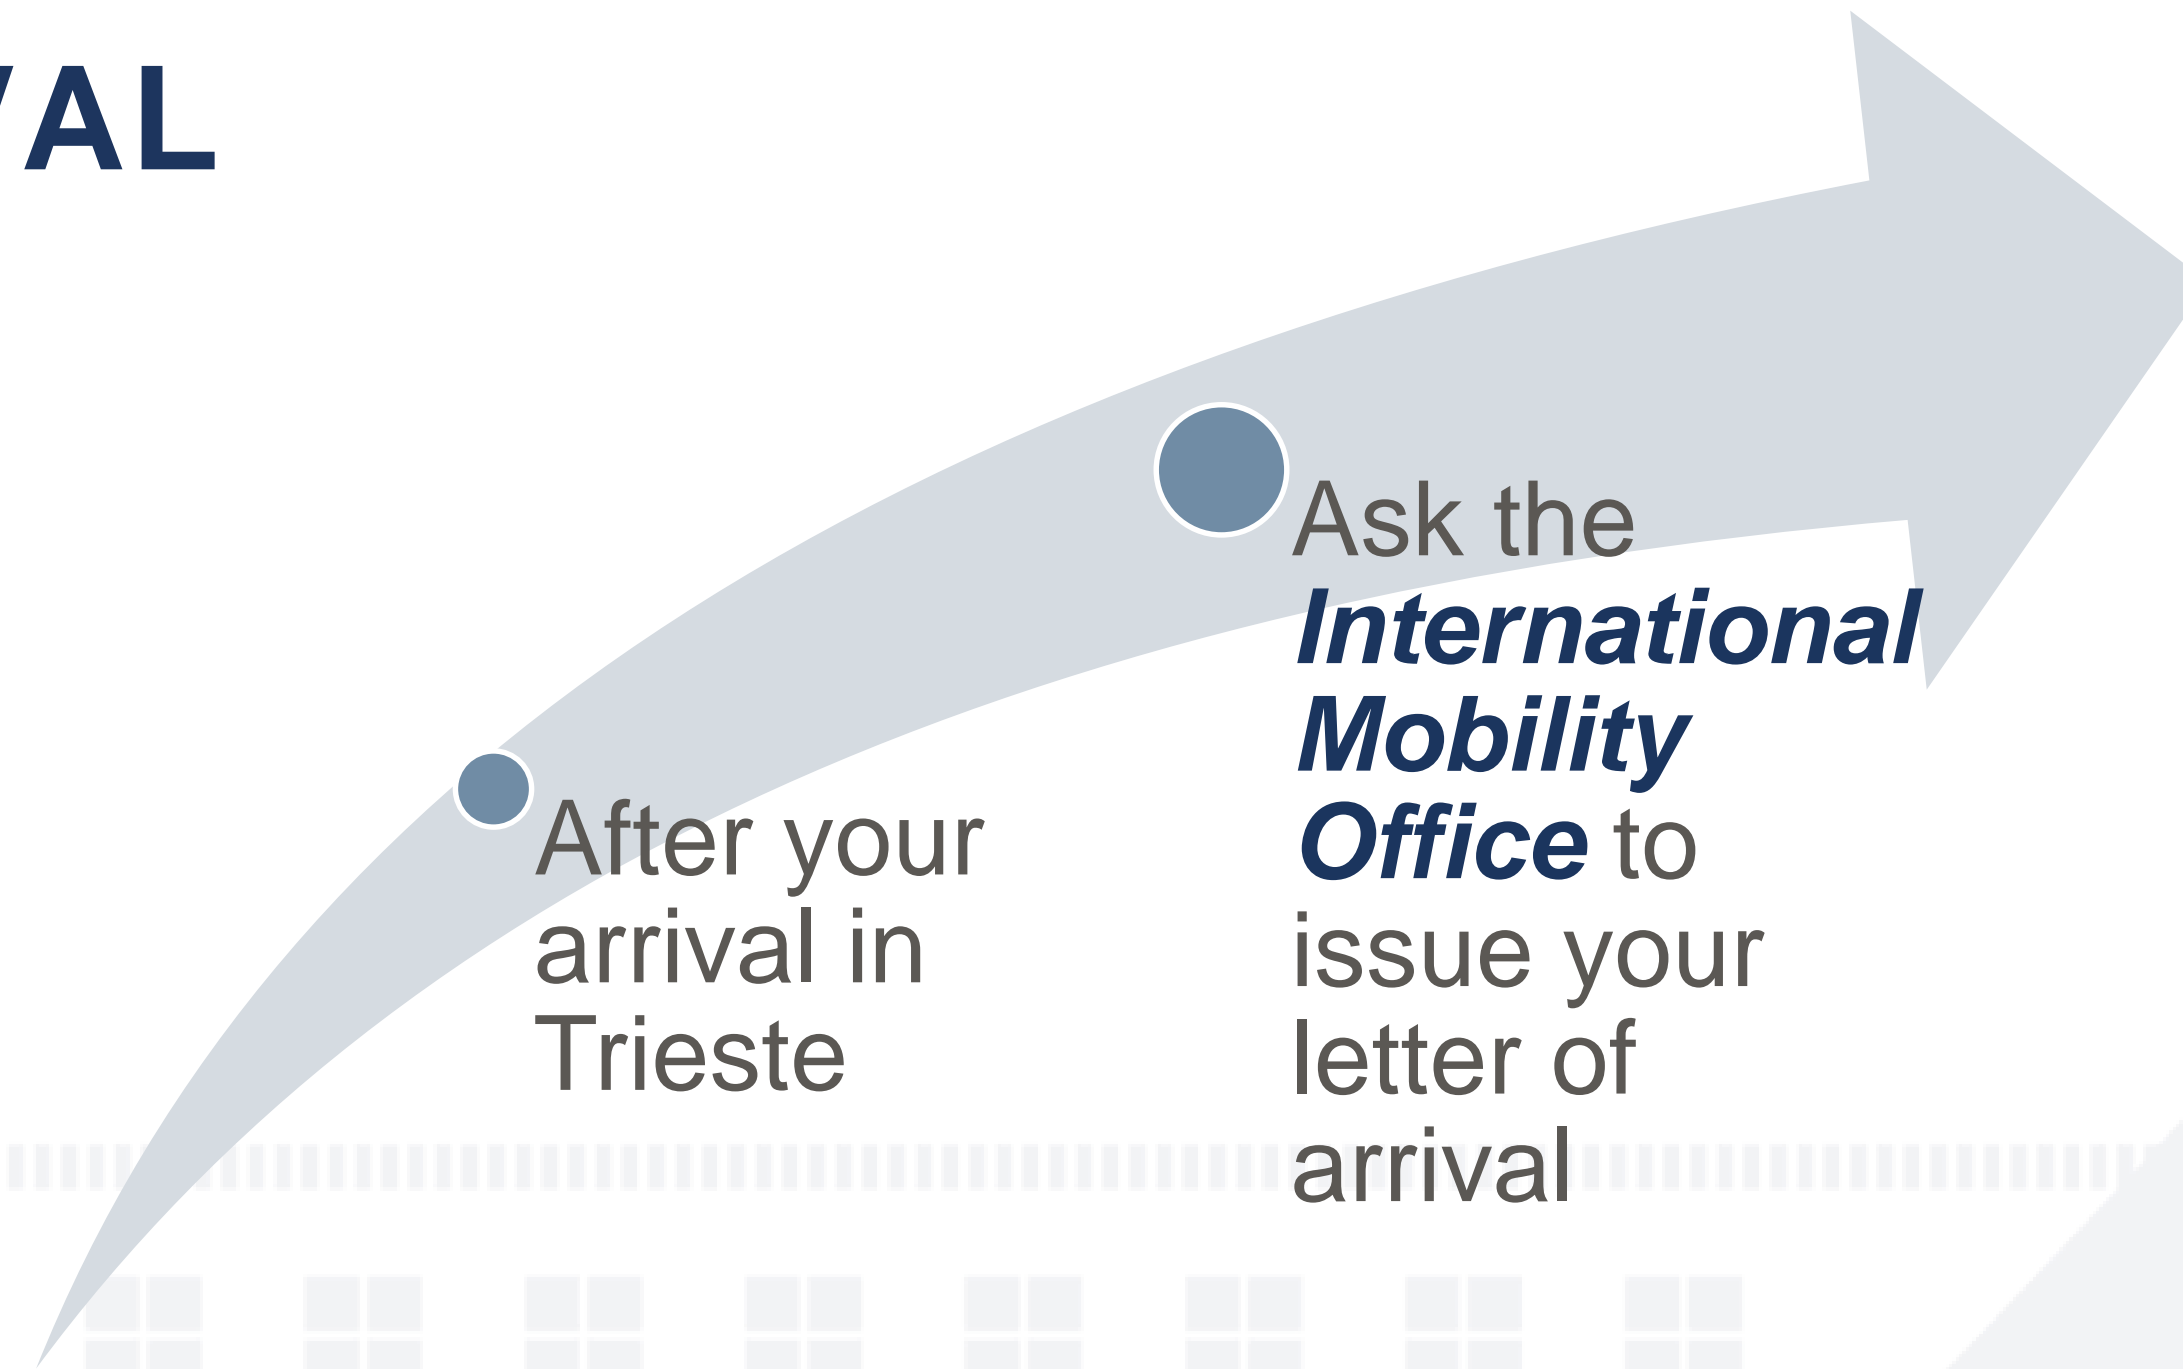 VAL
After your
arrival in
Trieste
Ask the
International
Mobility
Office to
issue your
letter of
arrival